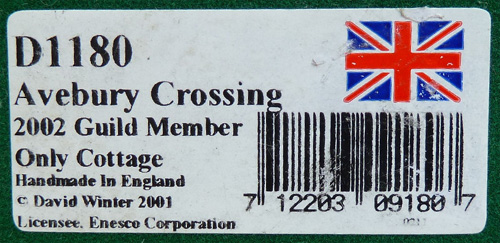 D1180
Avebury Crossing
2002 Guild Member
Only Cottage
Handmade In England
c David Winter 2001
Licensee, Enesco Corporation
7 12203 09180 7